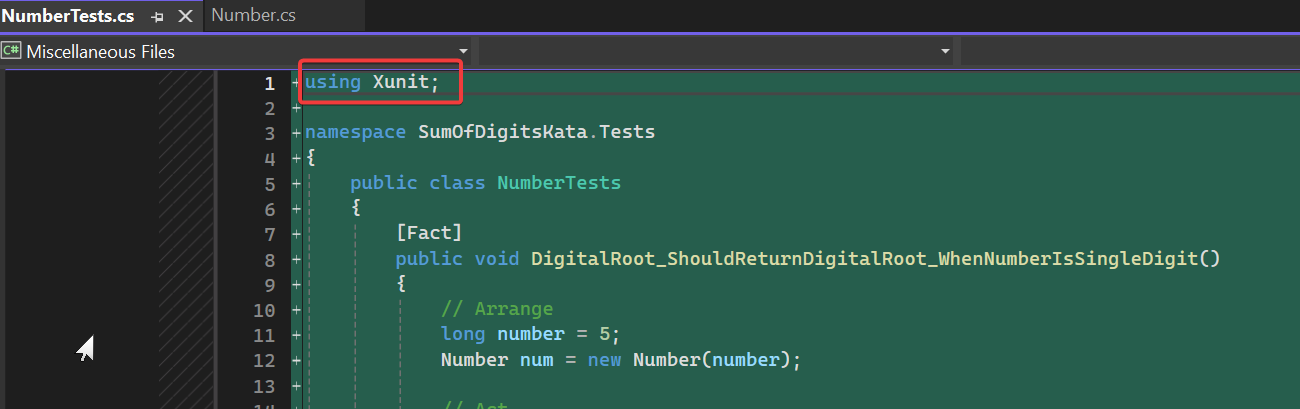 NumberTests.cs
Number.cs
C# Miscellaneous Files
1 + using Xunit;
2 +
3 + namespace SumOfDigitsKata.Tests
4 + {
5 + public class NumberTests
6 + {
7 + [Fact]
8 + public void DigitalRoot_ShouldReturnDigitalRoot_WhenNumberIsSingleDigit()
9 + {
10 + // Arrange
11 + long number = 5;
12 + Number num = new Number(number);
13 +
14 + // Act